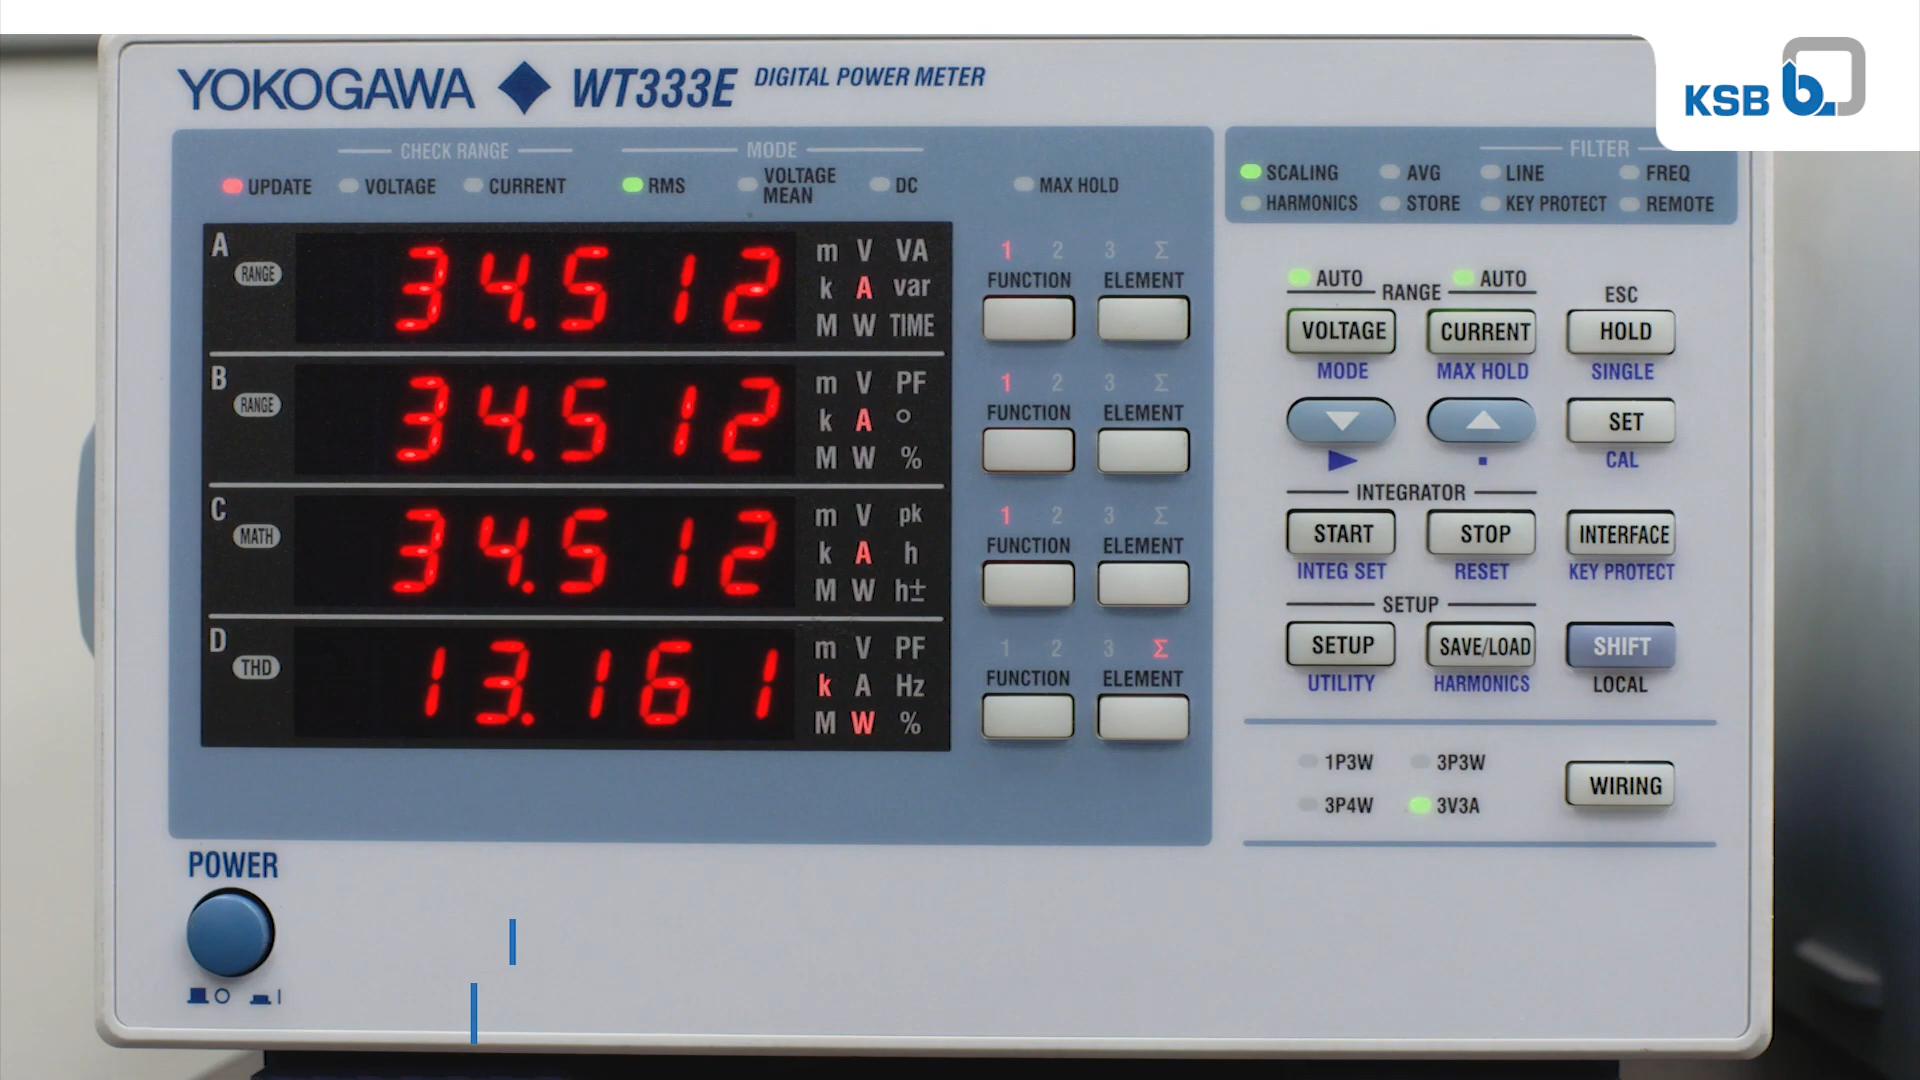 YOKOGAWA WT333E DIGITAL POWER METER
KSB b
CHECK RANGE MODE
UPDATE VOLTAGE CURRENT RMS VOLTAGE MEAN DC MAX HOLD
FILTER
SCALING AVG LINE FREQ
HARMONICS STORE KEY PROTECT REMOTE
A RANGE 34.512 m V VA
k A var
M W TIME
1 2 3 Σ
FUNCTION ELEMENT
B RANGE 34.512 m V PF
k A °
M W %
1 2 3 Σ
FUNCTION ELEMENT
C MATH 34.512 m V pk
k A h
M W h±
1 2 3 Σ
FUNCTION ELEMENT
D THD 13.161 m V PF
k A Hz
M W %
1 2 3 Σ
FUNCTION ELEMENT
AUTO RANGE AUTO ESC
VOLTAGE CURRENT HOLD
MODE MAX HOLD SINGLE
SET
CAL
INTEGRATOR
START STOP INTERFACE
INTEG SET RESET KEY PROTECT
SETUP
SETUP SAVE/LOAD SHIFT
UTILITY HARMONICS LOCAL
1P3W 3P3W WIRING
3P4W 3V3A
POWER